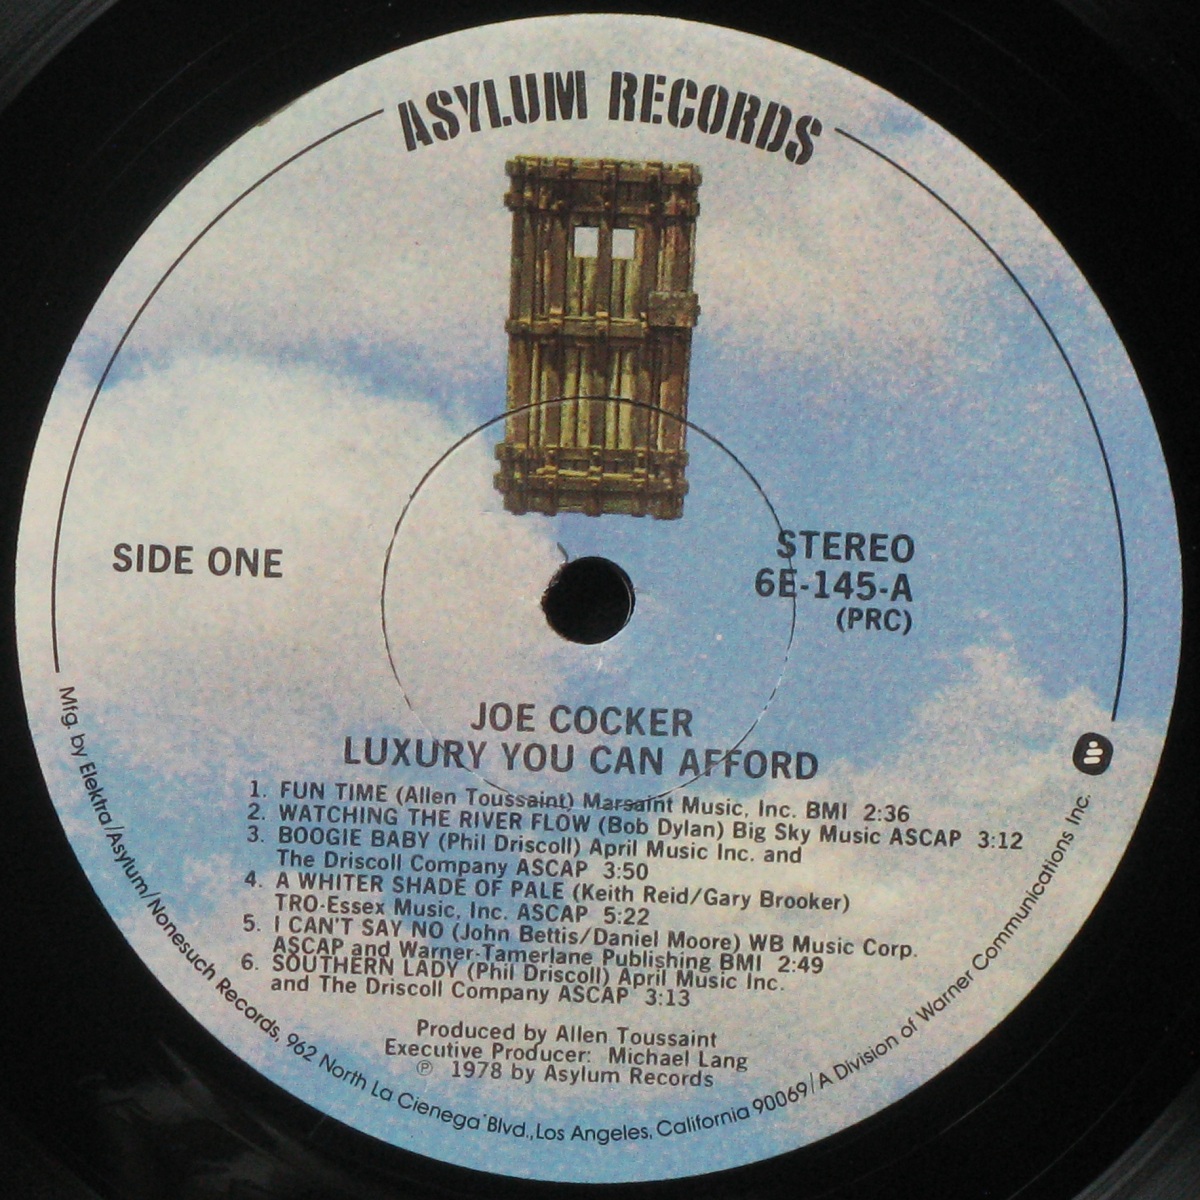 ASYLUM RECORDS
SIDE ONE
STEREO
6E-145-A
(PRC)
JOE COCKER
LUXURY YOU CAN AFFORD
1. FUN TIME (Allen Toussaint) Marsaint Music, Inc. BMI 2:36
2. WATCHING THE RIVER FLOW (Bob Dylan) Big Sky Music ASCAP 3:12
3. BOOGIE BABY (Phil Driscoll) April Music Inc. and
The Driscoll Company ASCAP 3:50
4. A WHITER SHADE OF PALE (Keith Reid/Gary Brooker)
TRO-Essex Music, Inc. ASCAP 5:22
5. I CAN'T SAY NO (John Bettis/Daniel Moore) WB Music Corp.
ASCAP and Warner-Tamerlane Publishing BMI 2:49
6. SOUTHERN LADY (Phil Driscoll) April Music Inc.
and The Driscoll Company ASCAP 3:13
Produced by Allen Toussaint
Executive Producer: Michael Lang
℗ 1978 by Asylum Records
Mfg. by Elektra/Asylum/Nonesuch Records, 962 North La Cienega Blvd., Los Angeles, California 90069/A Division of Warner Communications Inc.